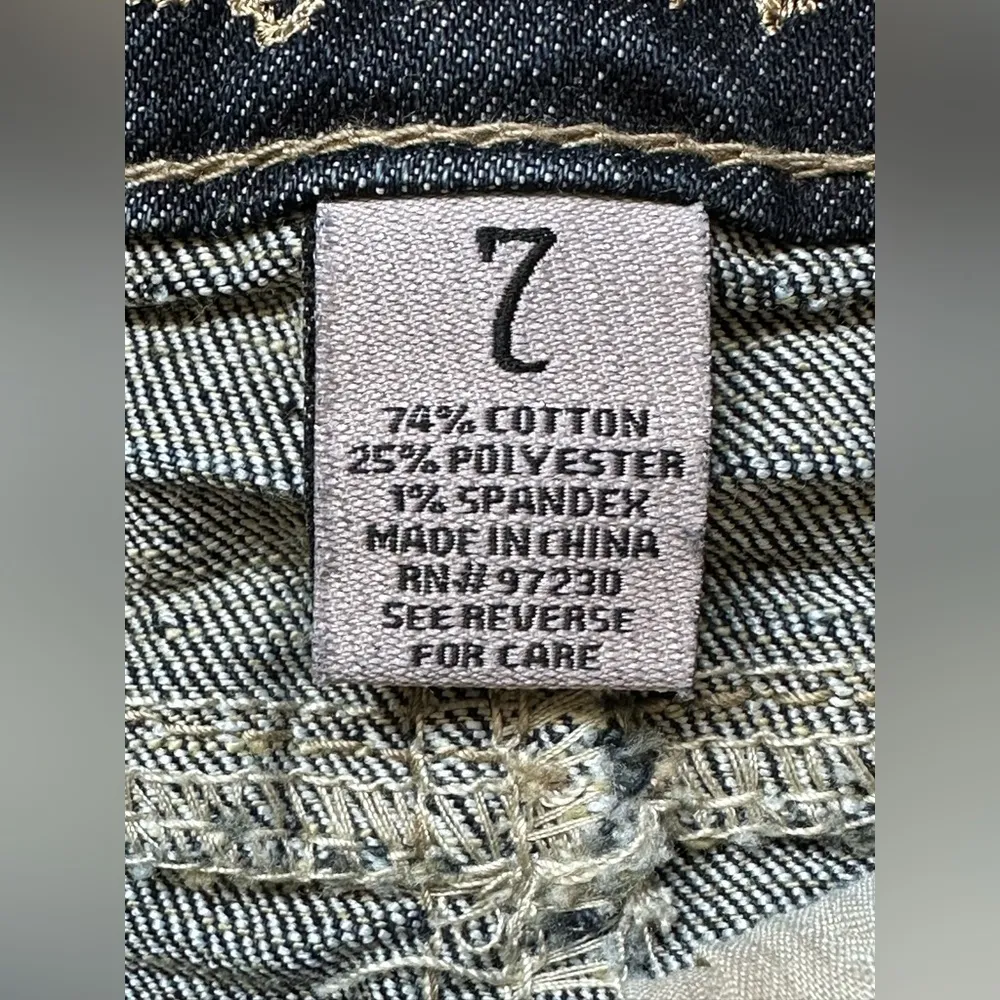 7
74% COTTON
25% POLYESTER
1% SPANDEX
MADE IN CHINA
RN# 97230
SEE REVERSE
FOR CARE